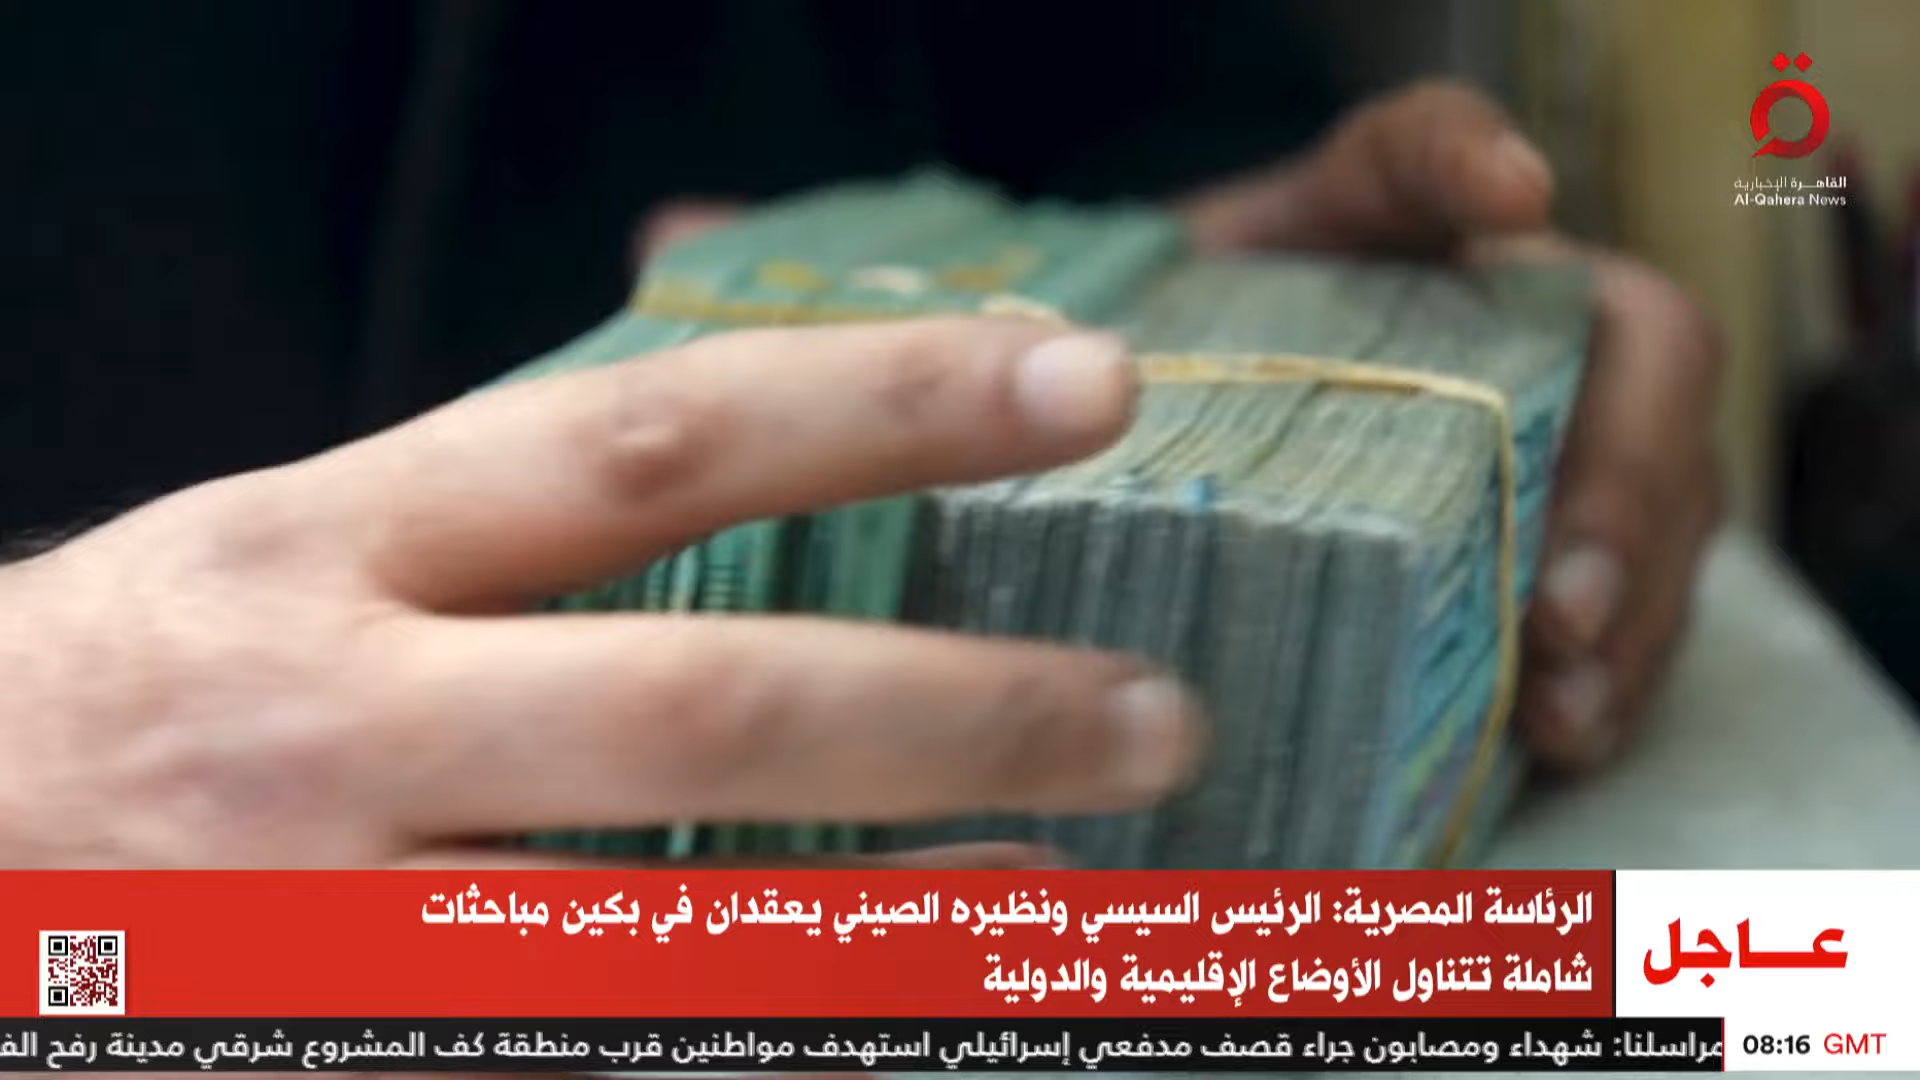 القاهرة الإخبارية
Al-Qahera News
عاجل
الرئاسة المصرية: الرئيس السيسي ونظيره الصيني يعقدان في بكين مباحثات
شاملة تتناول الأوضاع الإقليمية والدولية
مراسلنا: شهداء ومصابون جراء قصف مدفعي إسرائيلي استهدف مواطنين قرب منطقة كف المشروع شرقي مدينة رفح
08:16 GMT